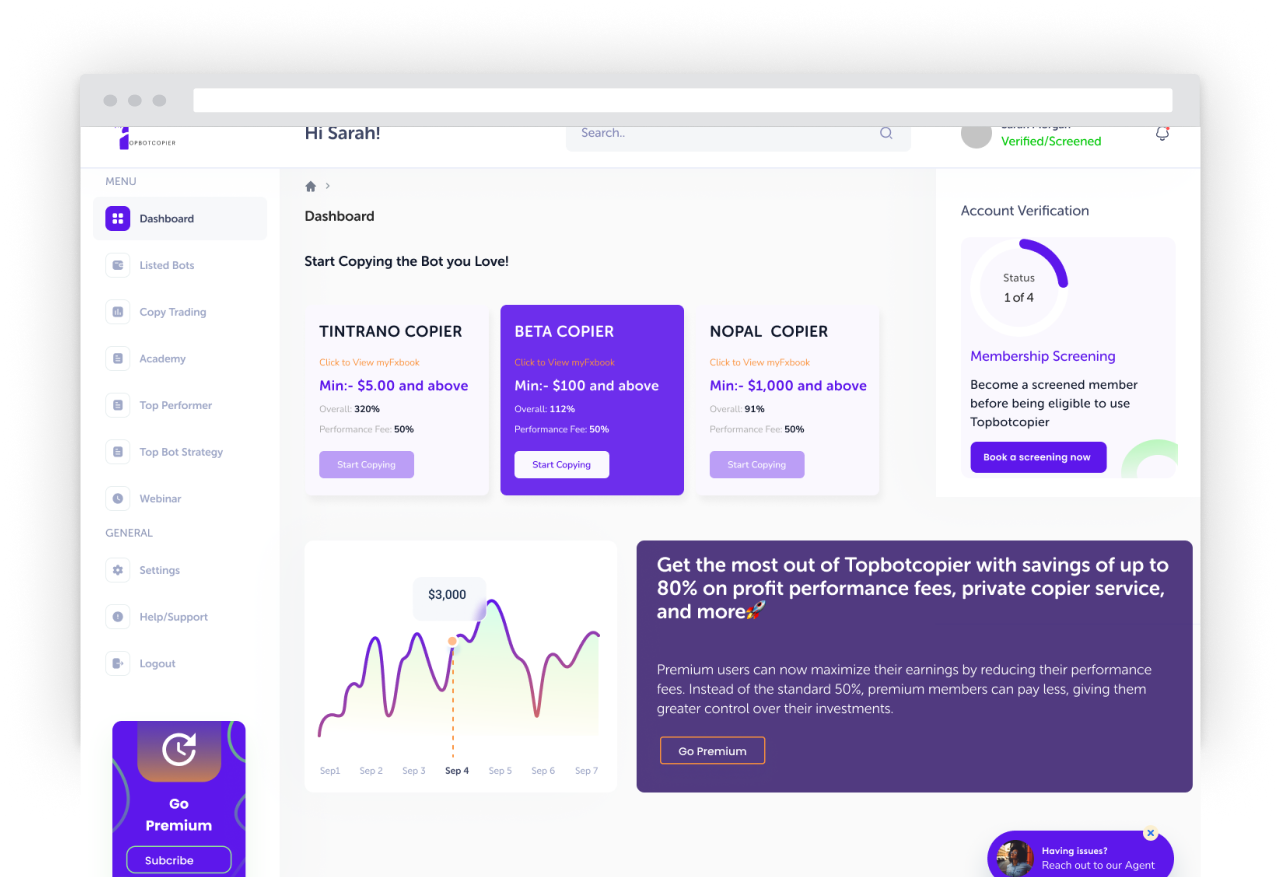 OPBOTCOPIER
Hi Sarah!
Search..
Sarah Morgan
Verified/Screened
MENU
Dashboard
Listed Bots
Copy Trading
Academy
Top Performer
Top Bot Strategy
Webinar
GENERAL
Settings
Help/Support
Logout
Go
Premium
Subcribe
Dashboard
Start Copying the Bot you Love!
TINTRANO COPIER
Click to View myFxbook
Min:- $5.00 and above
Overall: 320%
Performance Fee: 50%
Start Copying
BETA COPIER
Click to View myFxbook
Min:- $100 and above
Overall: 112%
Performance Fee: 50%
Start Copying
NOPAL COPIER
Click to View myFxbook
Min:- $1,000 and above
Overall: 91%
Performance Fee: 50%
Start Copying
Account Verification
Status
1 of 4
Membership Screening
Become a screened member
before being eligible to use
Topbotcopier
Book a screening now
$3,000
Sep1 Sep 2 Sep 3 Sep 4 Sep 5 Sep 6 Sep 7
Get the most out of Topbotcopier with savings of up to
80% on profit performance fees, private copier service,
and more🚀
Premium users can now maximize their earnings by reducing their performance
fees. Instead of the standard 50%, premium members can pay less, giving them
greater control over their investments.
Go Premium
Having issues?
Reach out to our Agent